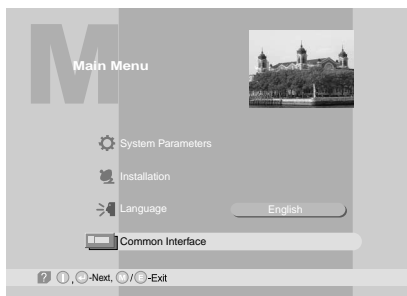 M
Main Menu
System Parameters
Installation
Language English
Common Interface
? , -Next, M / E -Exit